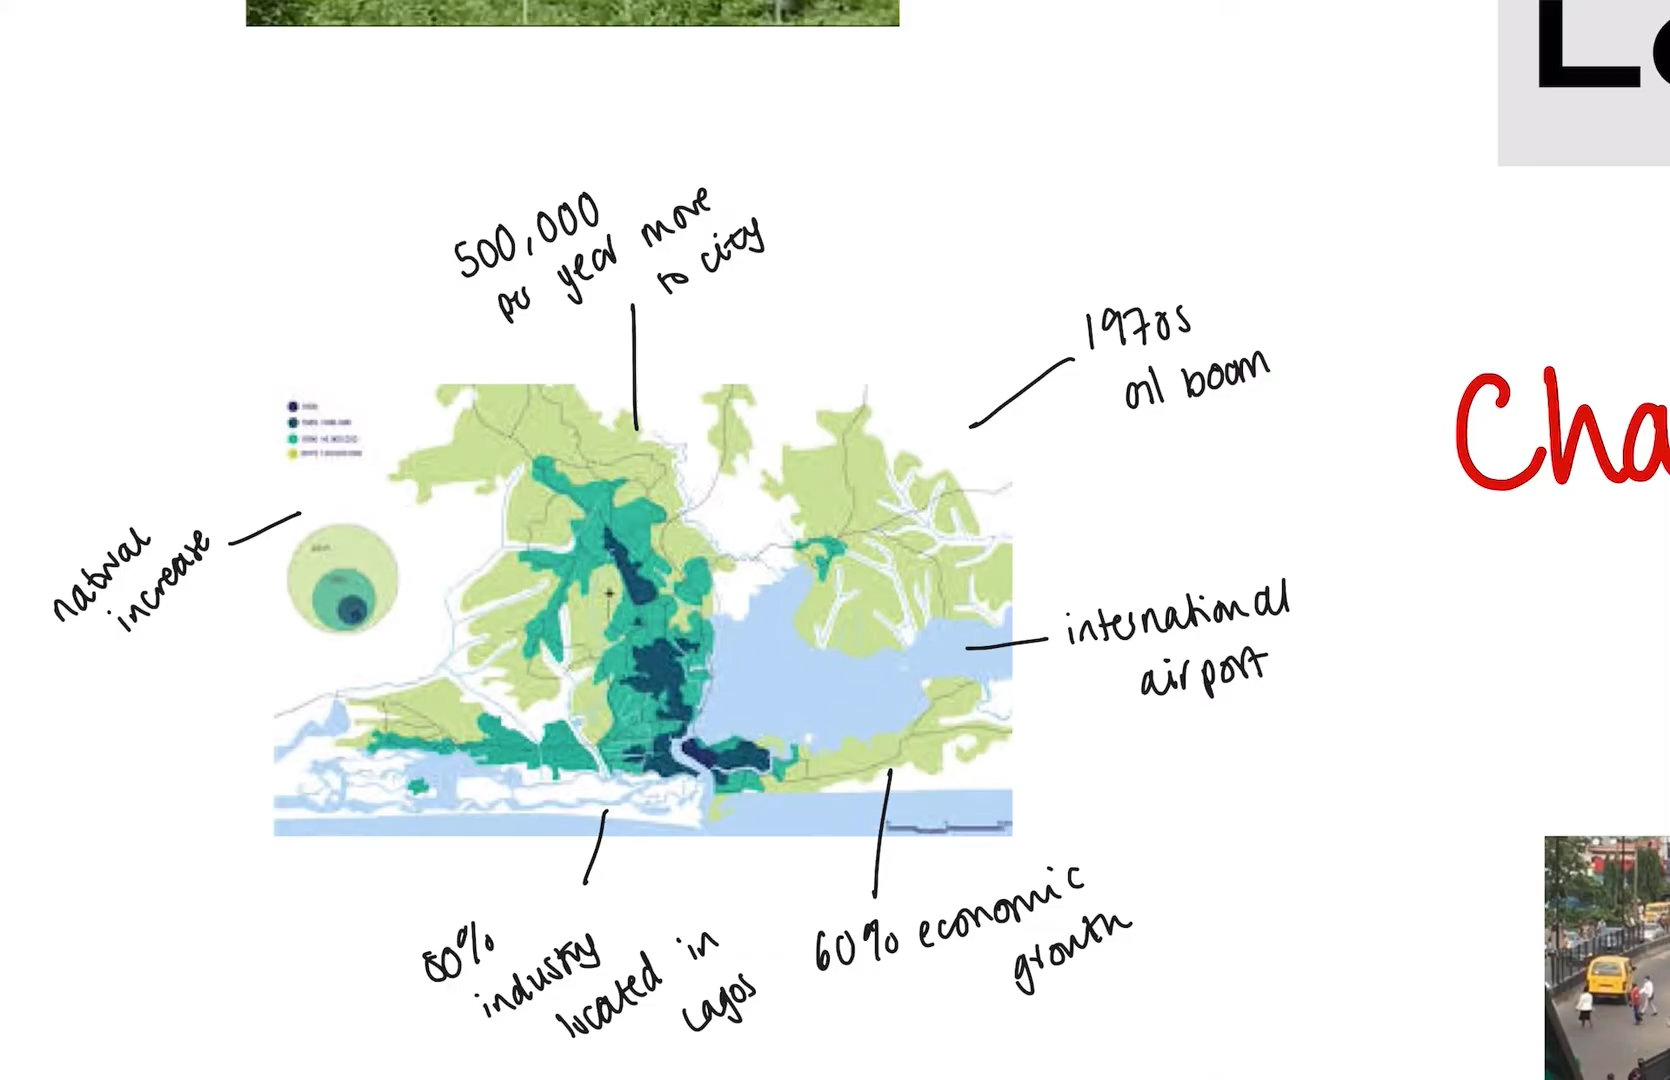 500,000
per year move
to city
1970s
oil boom
natural
increase
international
airport
80%
industry
located in
Lagos
60% economic
growth
Cha